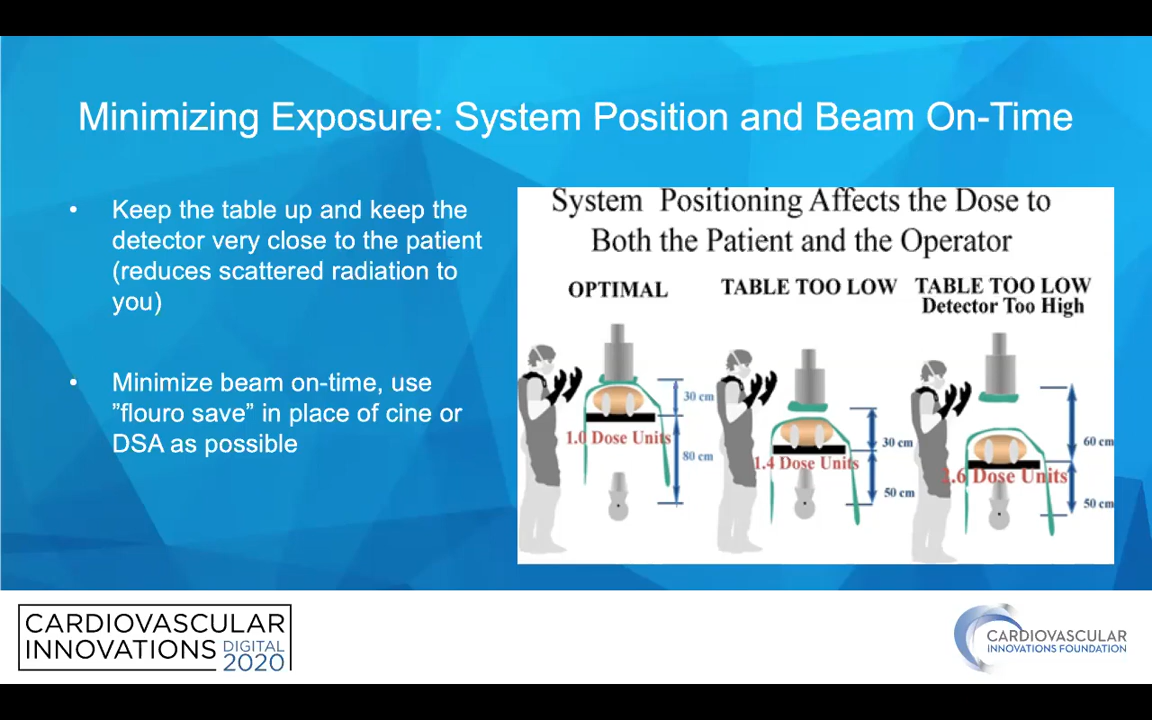 Minimizing Exposure: System Position and Beam On-Time
• Keep the table up and keep the
detector very close to the patient
(reduces scattered radiation to
you)
• Minimize beam on-time, use
”flouro save” in place of cine or
DSA as possible
System Positioning Affects the Dose to
Both the Patient and the Operator
OPTIMAL
30 cm
1.0 Dose Units
80 cm
TABLE TOO LOW
30 cm
1.4 Dose Units
50 cm
TABLE TOO LOW
Detector Too High
60 cm
Dose Units
50 cm
CARDIOVASCULAR
INNOVATIONS DIGITAL
2020
CARDIOVASCULAR
INNOVATIONS FOUNDATION